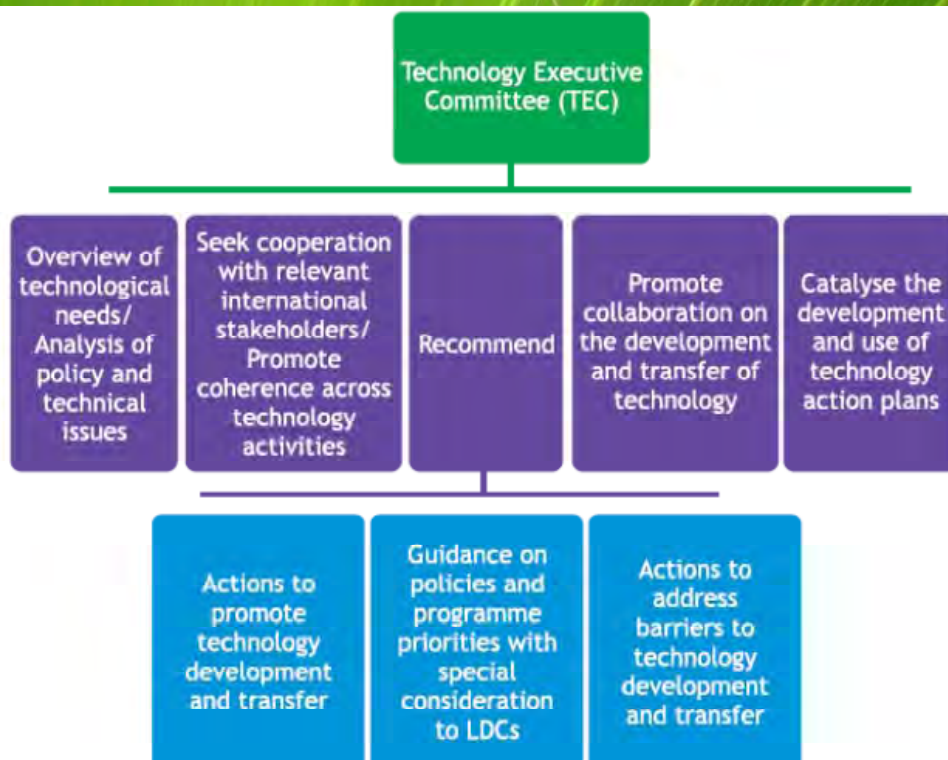 Technology Executive
Committee (TEC)
Overview of
technological
needs/
Analysis of
policy and
technical
issues
Seek cooperation
with relevant
international
stakeholders/
Promote
coherence across
technology
activities
Recommend
Promote
collaboration on
the development
and transfer of
technology
Catalyse the
development
and use of
technology
action plans
Actions to
promote
technology
development
and transfer
Guidance on
policies and
programme
priorities with
special
consideration
to LDCs
Actions to
address
barriers to
technology
development
and transfer